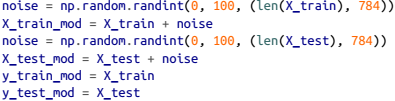 noise = np.random.randint(0, 100, (len(X_train), 784))
X_train_mod = X_train + noise
noise = np.random.randint(0, 100, (len(X_test), 784))
X_test_mod = X_test + noise
y_train_mod = X_train
y_test_mod = X_test